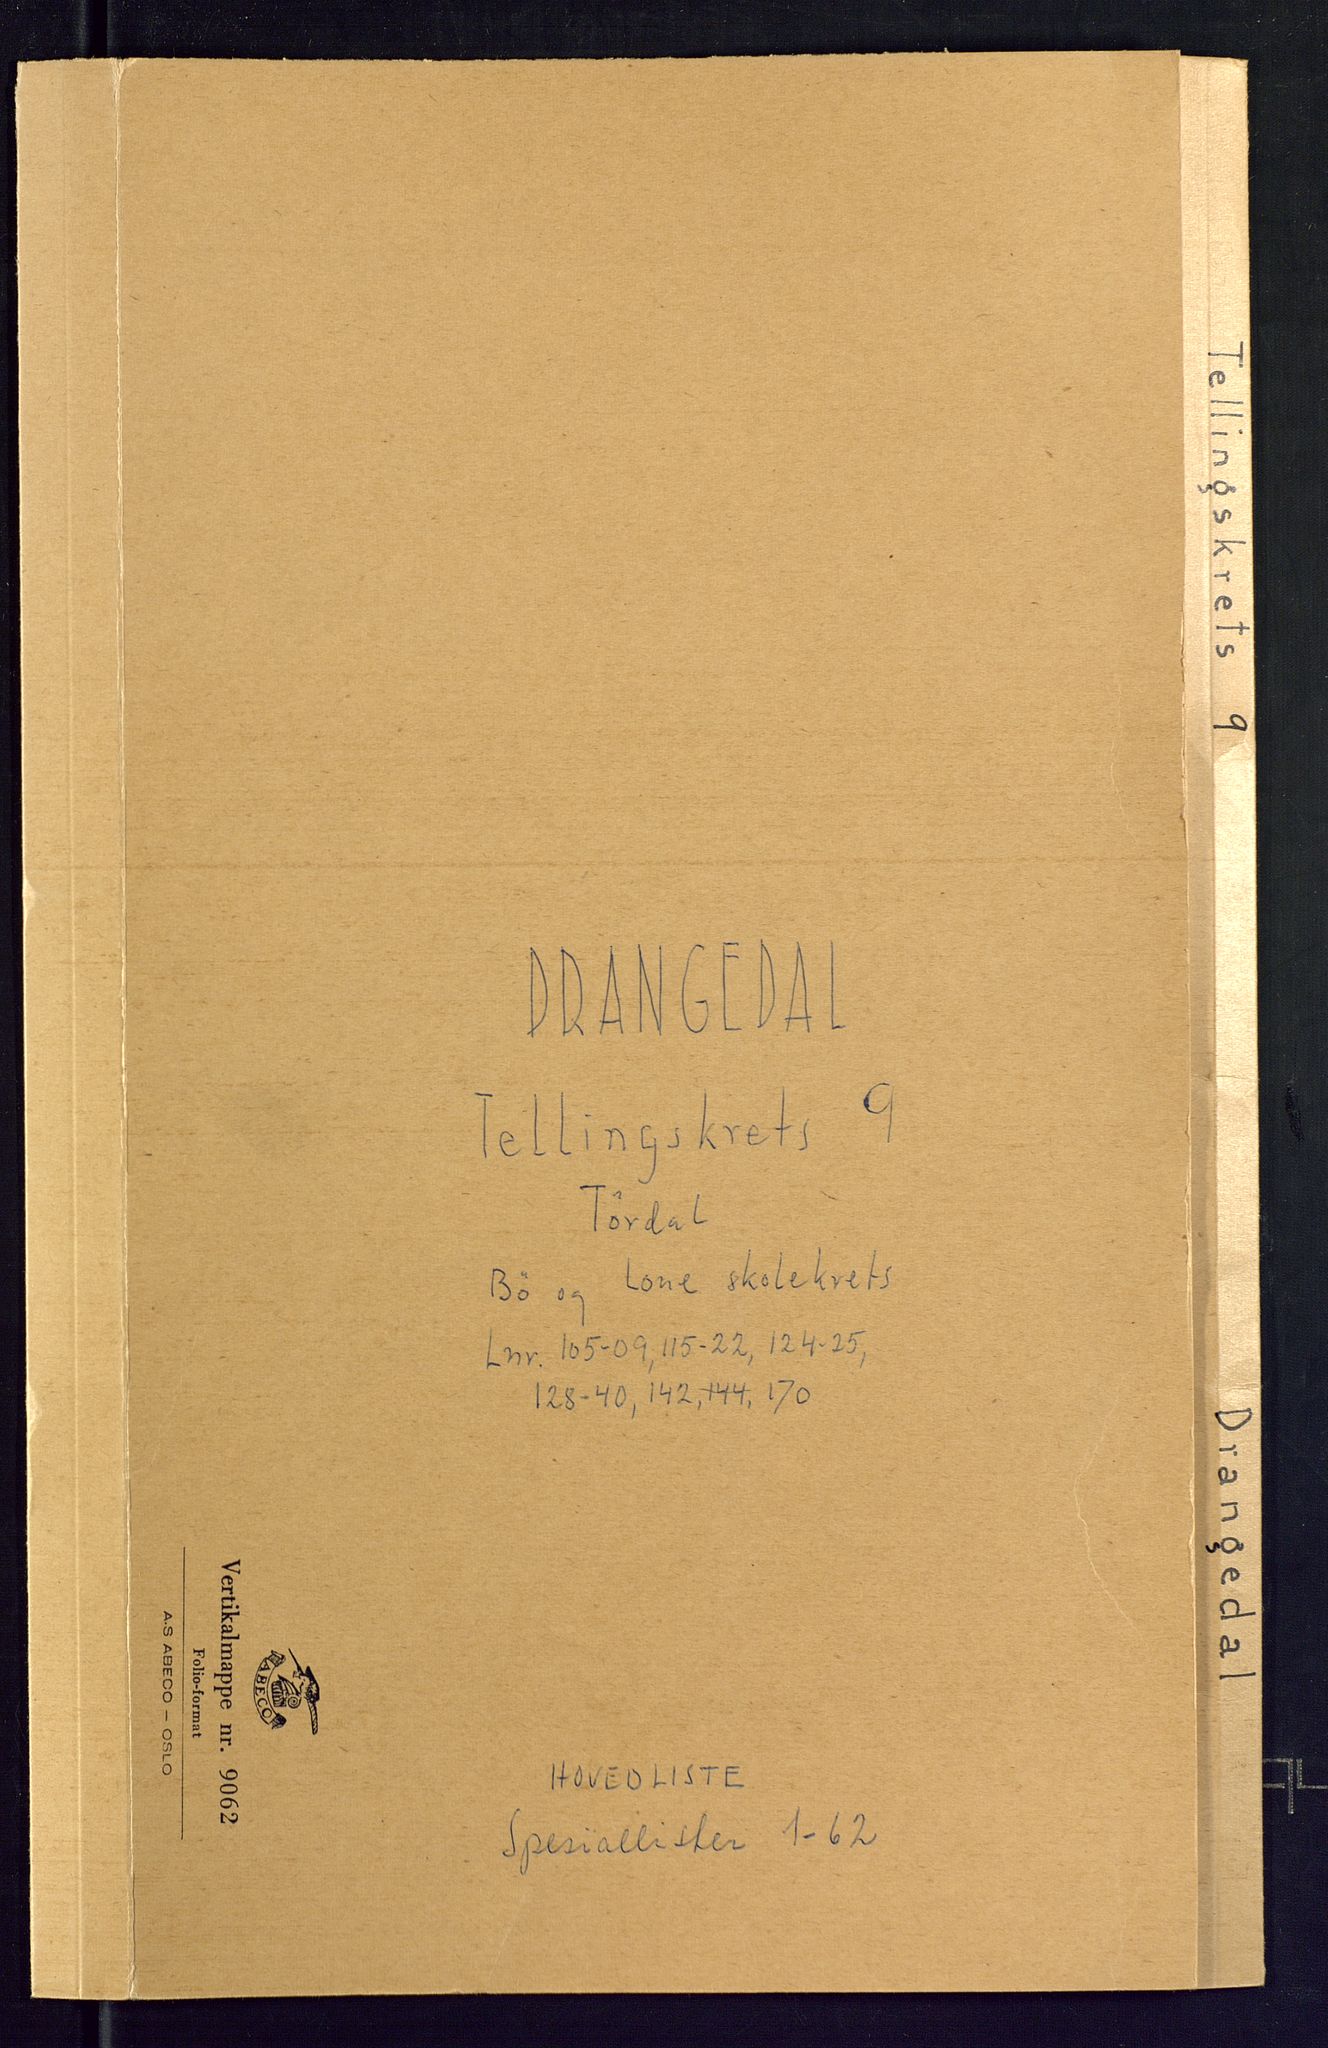 DRANGEDAL
Tellingskrets 9
Tördal
Bö og Lone skolekrets
Lnr. 105-09, 115-22, 124-25,
128-40, 142, 144, 170
HOVEDLISTE
Spesiallister 1-62
Tellingskrets 9
Drangedal
ABECO
Vertikalmappe nr. 9062
Folio-format
A.S ABECO – OSLO